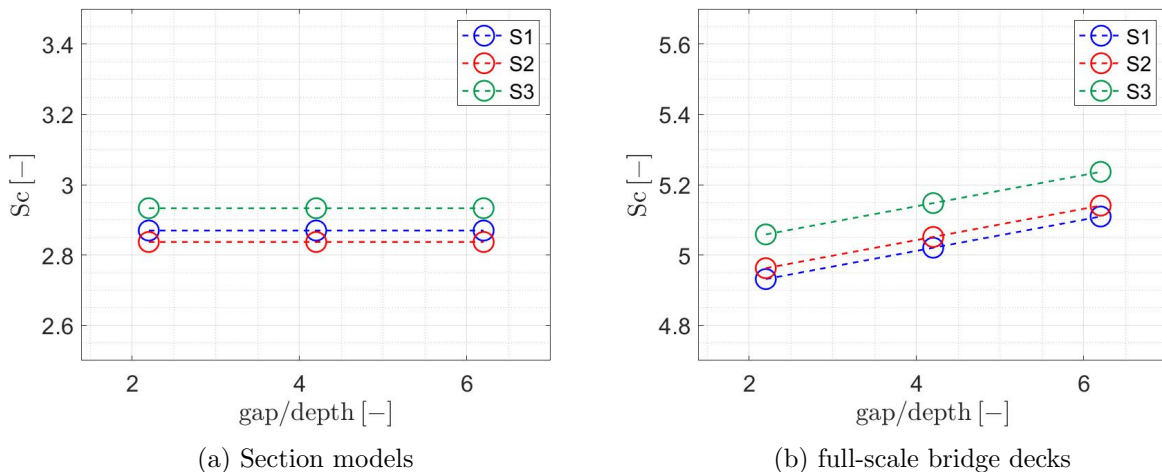 3.4
3.2
3
2.8
2.6
Sc [−]
2
4
6
gap/depth [−]
S1
S2
S3
(a) Section models
5.6
5.4
5.2
5
4.8
Sc [−]
2
4
6
gap/depth [−]
S1
S2
S3
(b) full-scale bridge decks